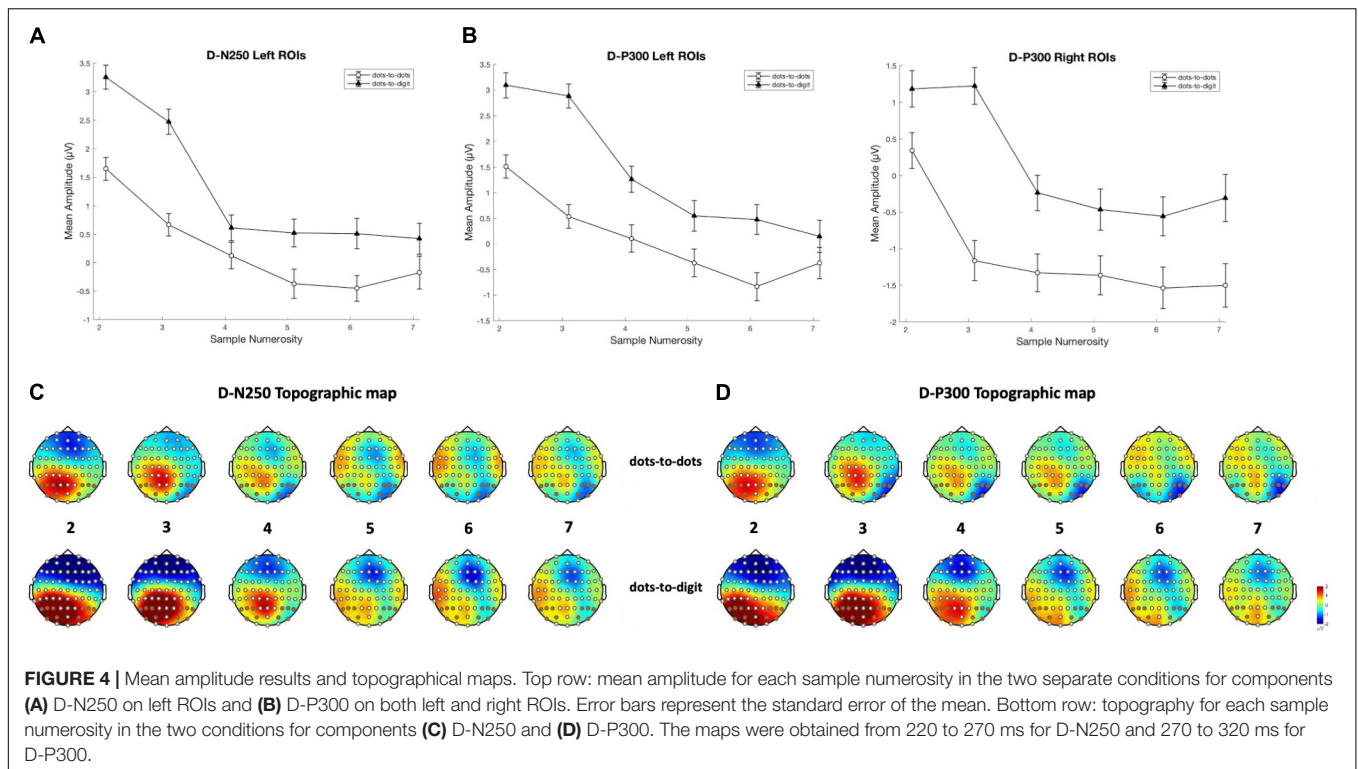 A
D-N250 Left ROIs
dots-to-dots
dots-to-digit
3.5
3
2.5
2
1.5
1
0.5
0
-0.5
-1
Mean Amplitude (µV)
2 3 4 5 6 7
Sample Numerosity
B
D-P300 Left ROIs
dots-to-dots
dots-to-digit
3.5
3
2.5
2
1.5
1
0.5
0
-0.5
-1
-1.5
Mean Amplitude (µV)
2 3 4 5 6 7
Sample Numerosity
D-P300 Right ROIs
dots-to-dots
dots-to-digit
1.5
1
0.5
0
-0.5
-1
-1.5
-2
Mean Amplitude (µV)
2 3 4 5 6 7
Sample Numerosity
C
D-N250 Topographic map
2 3 4 5 6 7
dots-to-dots
dots-to-digit
D
D-P300 Topographic map
2 3 4 5 6 7
µV
FIGURE 4 | Mean amplitude results and topographical maps. Top row: mean amplitude for each sample numerosity in the two separate conditions for components
(A) D-N250 on left ROIs and (B) D-P300 on both left and right ROIs. Error bars represent the standard error of the mean. Bottom row: topography for each sample
numerosity in the two conditions for components (C) D-N250 and (D) D-P300. The maps were obtained from 220 to 270 ms for D-N250 and 270 to 320 ms for
D-P300.